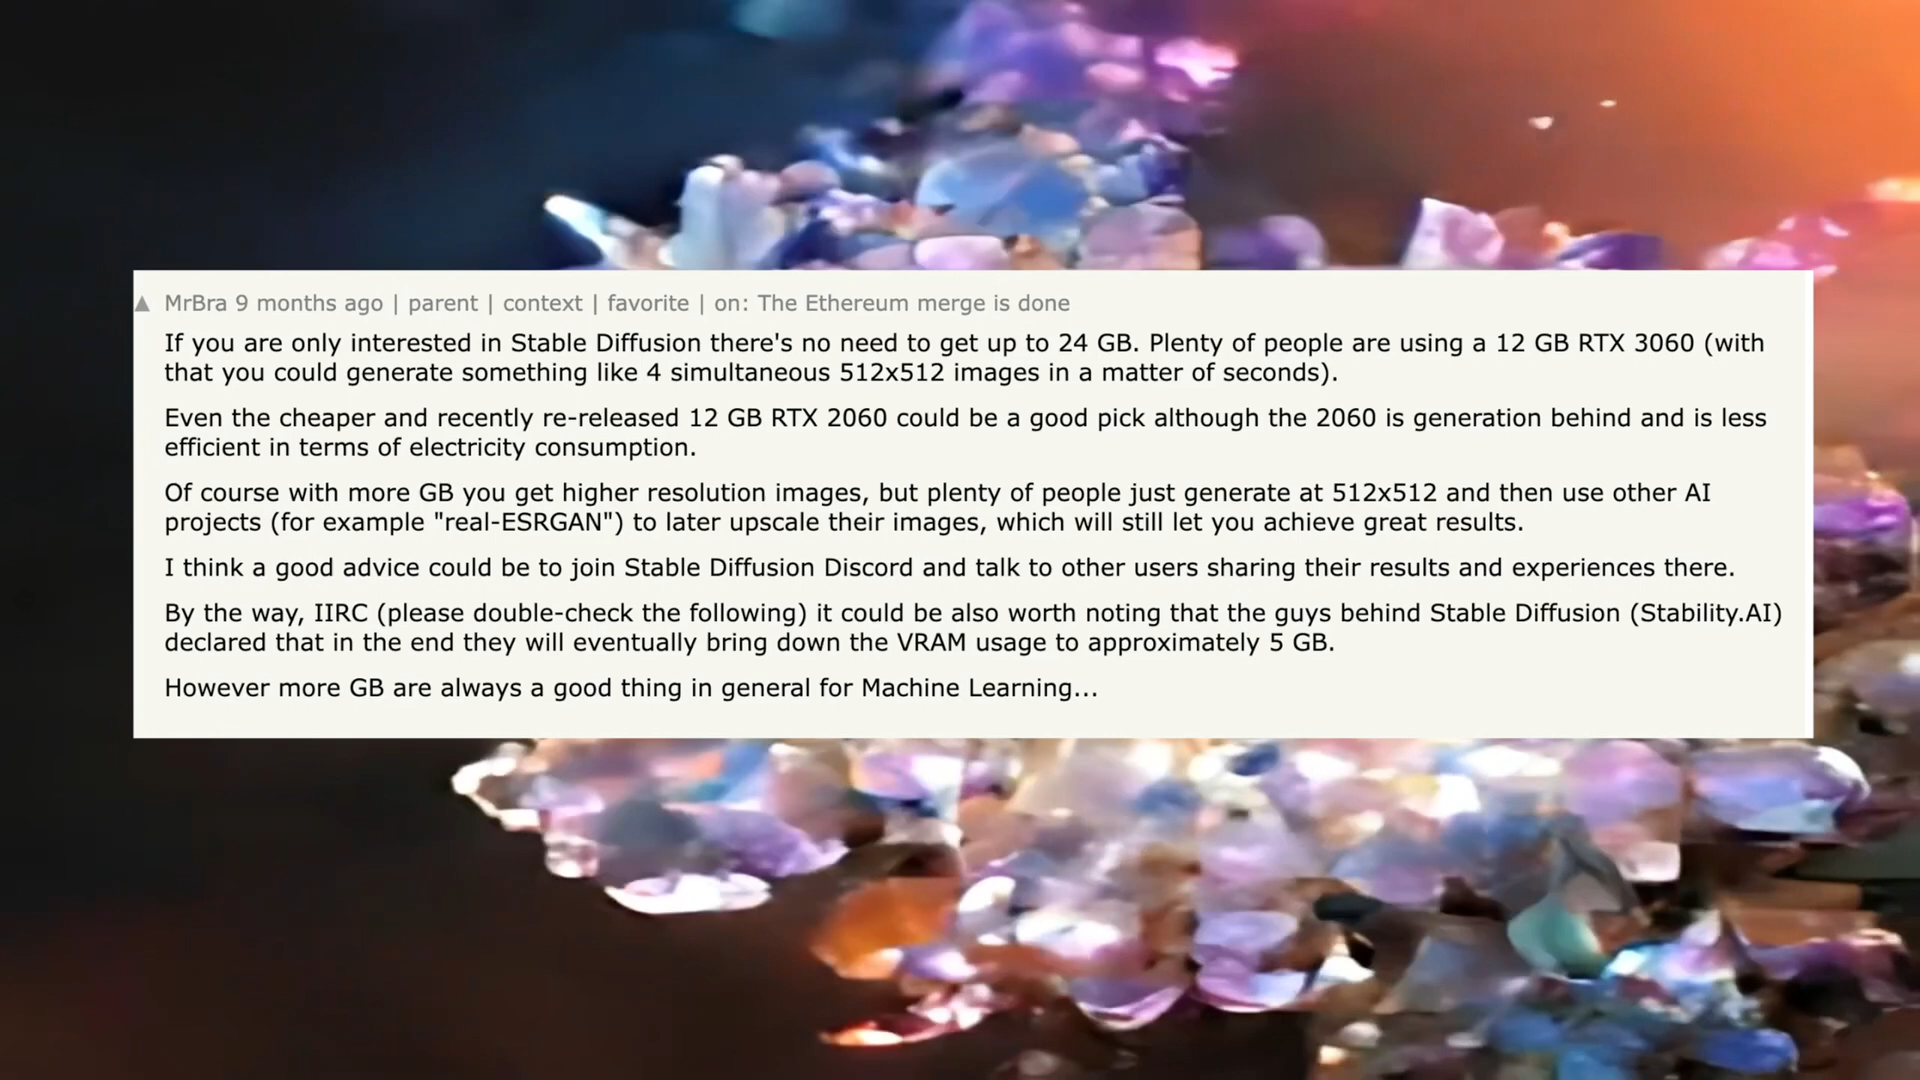 ▲ MrBra 9 months ago | parent | context | favorite | on: The Ethereum merge is done
If you are only interested in Stable Diffusion there's no need to get up to 24 GB. Plenty of people are using a 12 GB RTX 3060 (with
that you could generate something like 4 simultaneous 512x512 images in a matter of seconds).
Even the cheaper and recently re-released 12 GB RTX 2060 could be a good pick although the 2060 is generation behind and is less
efficient in terms of electricity consumption.
Of course with more GB you get higher resolution images, but plenty of people just generate at 512x512 and then use other AI
projects (for example "real-ESRGAN") to later upscale their images, which will still let you achieve great results.
I think a good advice could be to join Stable Diffusion Discord and talk to other users sharing their results and experiences there.
By the way, IIRC (please double-check the following) it could be also worth noting that the guys behind Stable Diffusion (Stability.AI)
declared that in the end they will eventually bring down the VRAM usage to approximately 5 GB.
However more GB are always a good thing in general for Machine Learning...